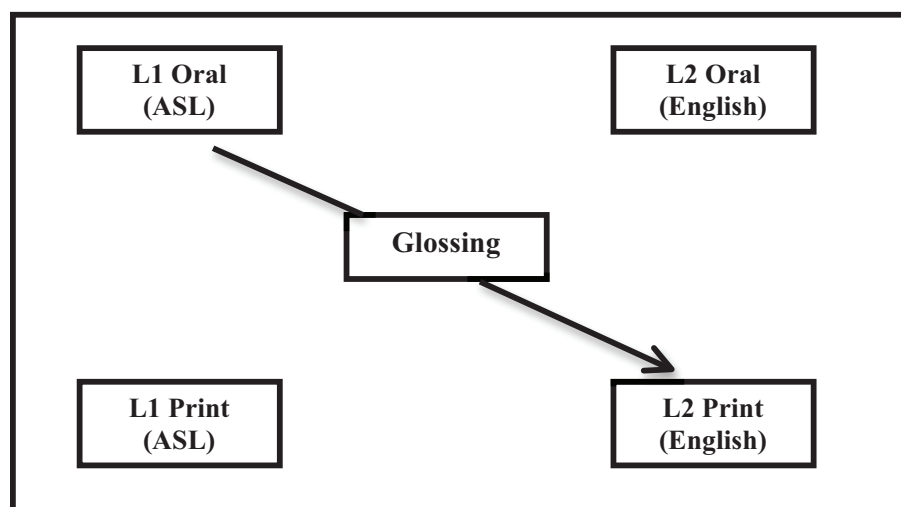 L1 Oral
(ASL)
L2 Oral
(English)
Glossing
L1 Print
(ASL)
L2 Print
(English)